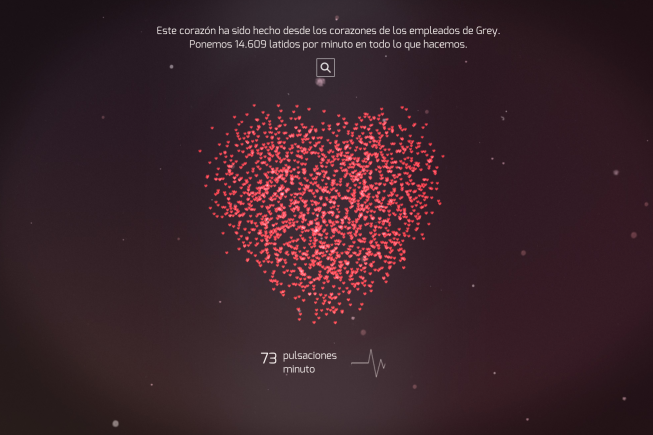 Este corazón ha sido hecho desde los corazones de los empleados de Grey.
Ponemos 14.609 latidos por minuto en todo lo que hacemos.
73 pulsaciones
minuto